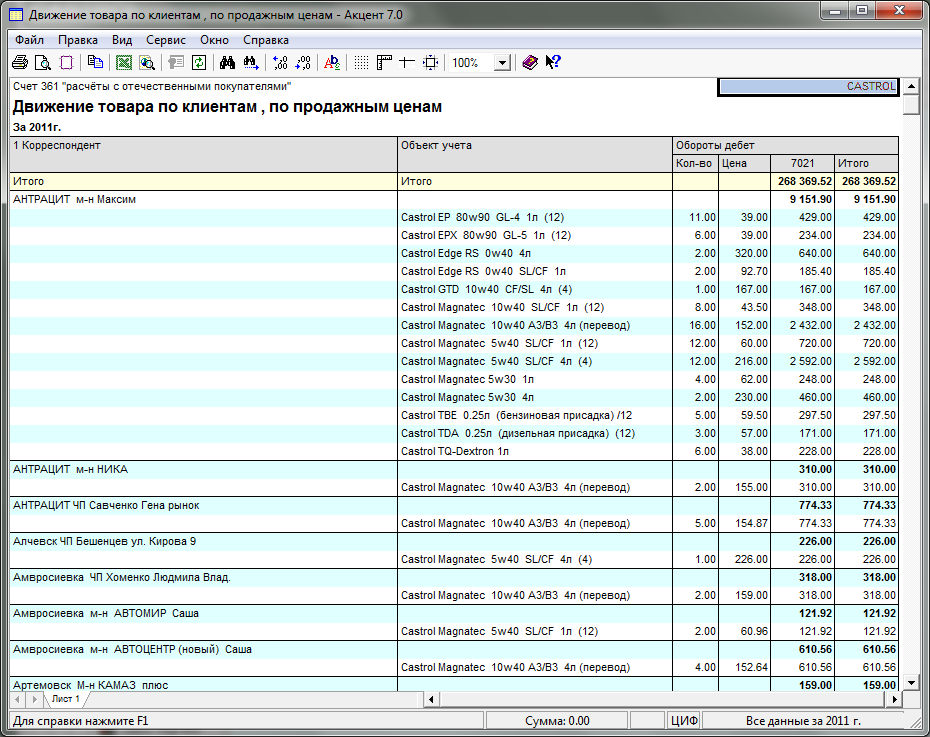 Движение товара по клиентам , по продажным ценам - Акцент 7.0
Файл Правка Вид Сервис Окно Справка
100%
Счет 361 "расчёты с отечественными покупателями" CASTROL
Движение товара по клиентам , по продажным ценам
За 2011г.
1 Корреспондент Объект учета Обороты дебет
Кол-во Цена 7021 Итого
Итого Итого 268 369.52 268 369.52
АНТРАЦИТ м-н Максим 9 151.90 9 151.90
Castrol EP 80w90 GL-4 1л (12) 11.00 39.00 429.00 429.00
Castrol EPX 80w90 GL-5 1л (12) 6.00 39.00 234.00 234.00
Castrol Edge RS 0w40 4л 2.00 320.00 640.00 640.00
Castrol Edge RS 0w40 SL/CF 1л 2.00 92.70 185.40 185.40
Castrol GTD 10w40 CF/SL 4л (4) 1.00 167.00 167.00 167.00
Castrol Magnatec 10w40 SL/CF 1л (12) 8.00 43.50 348.00 348.00
Castrol Magnatec 10w40 A3/B3 4л (перевод) 16.00 152.00 2 432.00 2 432.00
Castrol Magnatec 5w40 SL/CF 1л (12) 12.00 60.00 720.00 720.00
Castrol Magnatec 5w40 SL/CF 4л (4) 12.00 216.00 2 592.00 2 592.00
Castrol Magnatec 5w30 1л 4.00 62.00 248.00 248.00
Castrol Magnatec 5w40 4л 2.00 230.00 460.00 460.00
Castrol TBE 0.25л (бензиновая присадка) /12 5.00 59.50 297.50 297.50
Castrol TDA 0.25л (дизельная присадка) (12) 3.00 57.00 171.00 171.00
Castrol TQ-Dextron 1л 6.00 38.00 228.00 228.00
АНТРАЦИТ м-н НИКА 310.00 310.00
Castrol Magnatec 10w40 A3/B3 4л (перевод) 2.00 155.00 310.00 310.00
АНТРАЦИТ ЧП Савченко Гена рынок 774.33 774.33
Castrol Magnatec 10w40 A3/B3 4л (перевод) 5.00 154.87 774.33 774.33
Алчевск ЧП Бешенцев ул. Кирова 9 226.00 226.00
Castrol Magnatec 5w40 SL/CF 4л (4) 1.00 226.00 226.00 226.00
Амвросиевка ЧП Хоменко Людмила Влад. 318.00 318.00
Castrol Magnatec 10w40 A3/B3 4л (перевод) 2.00 159.00 318.00 318.00
Амвросиевка м-н АВТОМИР Саша 121.92 121.92
Castrol Magnatec 5w40 SL/CF 1л (12) 2.00 60.96 121.92 121.92
Амвросиевка м-н АВТОЦЕНТР (новый) Саша 610.56 610.56
Castrol Magnatec 10w40 A3/B3 4л (перевод) 4.00 152.64 610.56 610.56
Артемовск М-н КАМАЗ плюс 159.00 159.00
Лист 1
Для справки нажмите F1 Сумма: 0.00 ЦИФ Все данные за 2011 г.